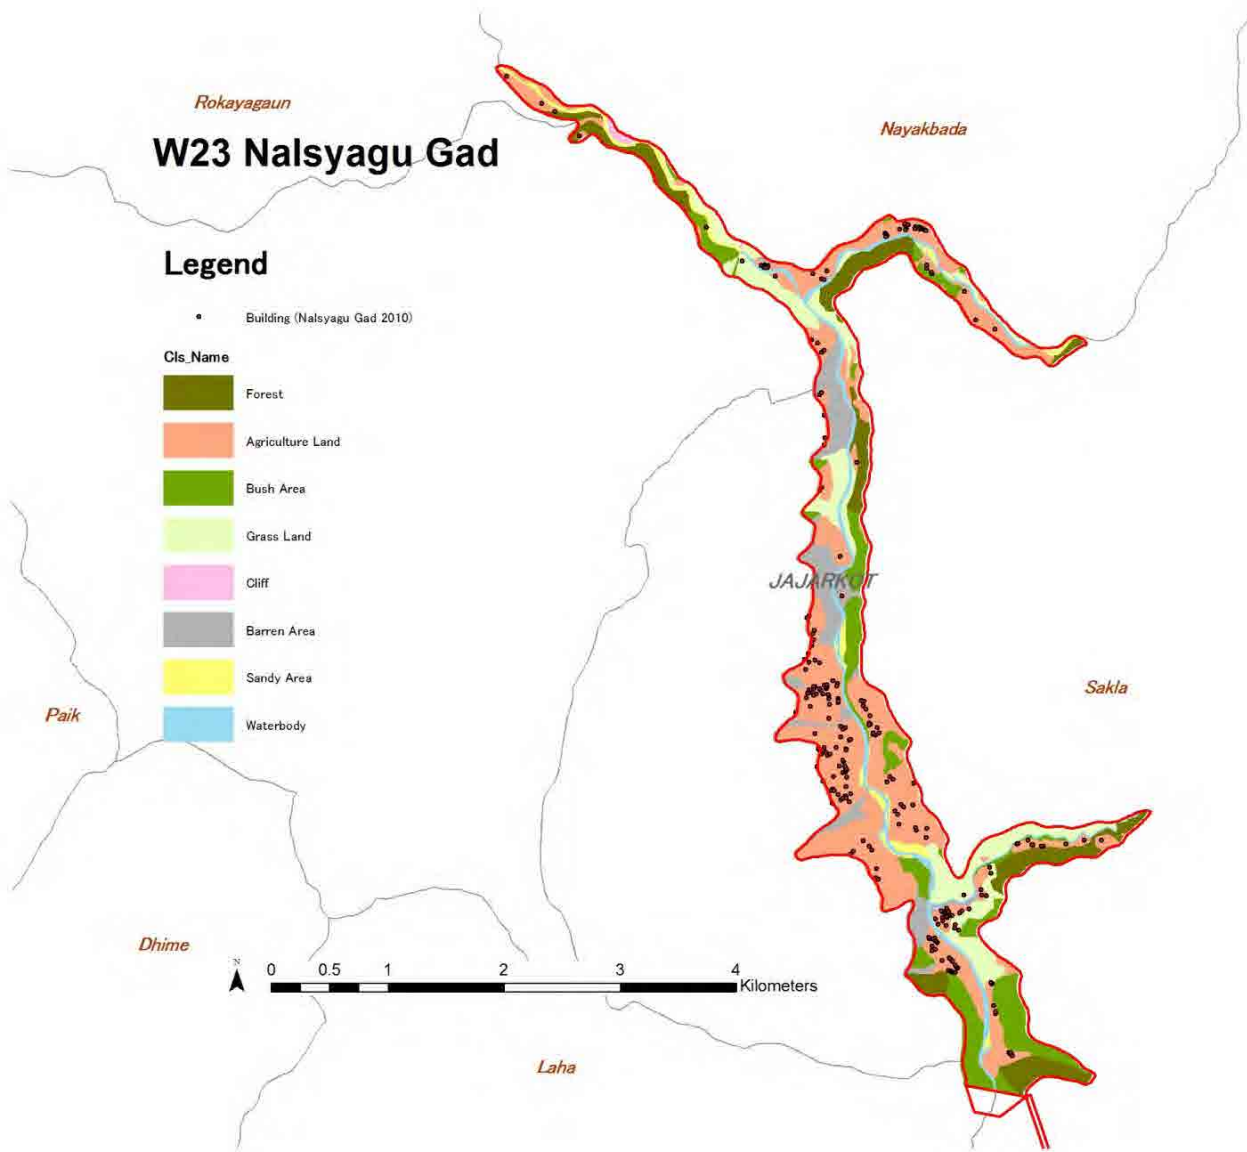 Rokayagaun
Nayakbada
W23 Nalsyagu Gad
Legend
Building (Nalsyagu Gad 2010)
Cls_Name
Forest
Agriculture Land
Bush Area
Grass Land
Cliff
JAJARKOT
Barren Area
Sandy Area
Sakla
Paik
Waterbody
Dhime
N
0 0.5 1 2 3 4
Kilometers
Laha